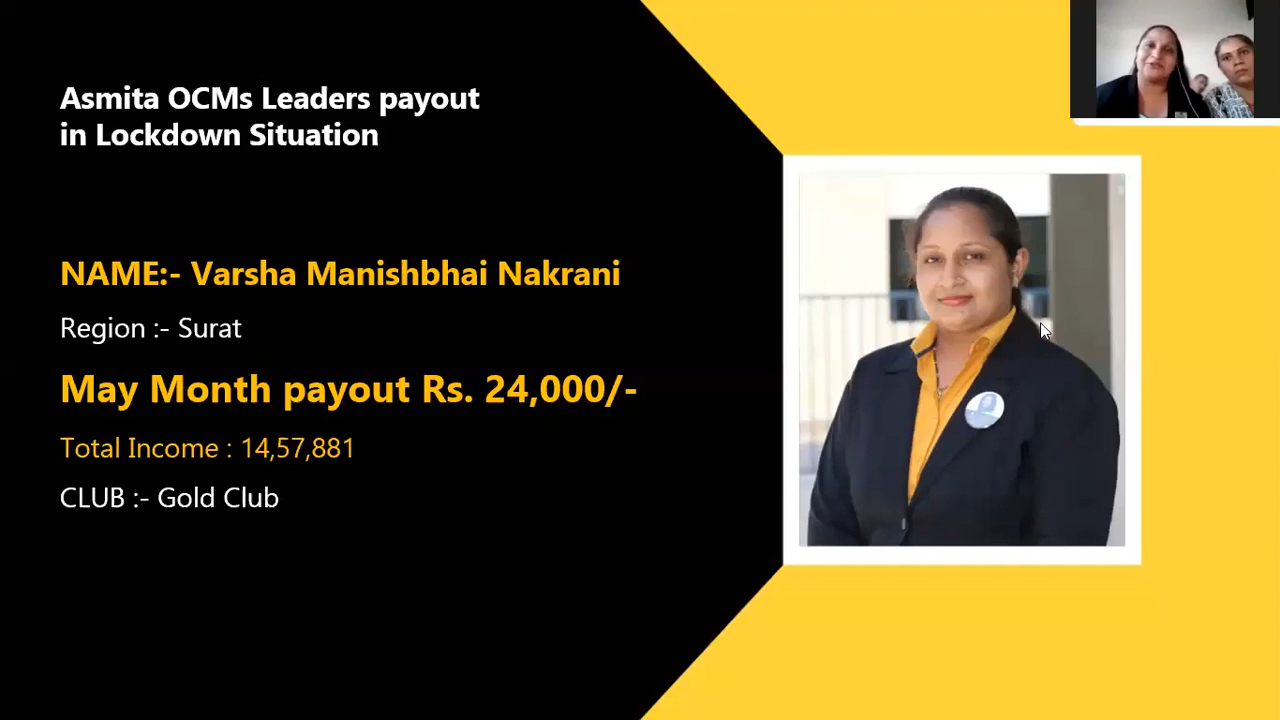 Asmita OCMs Leaders payout
in Lockdown Situation
NAME:- Varsha Manishbhai Nakrani
Region :- Surat
May Month payout Rs. 24,000/-
Total Income : 14,57,881
CLUB :- Gold Club